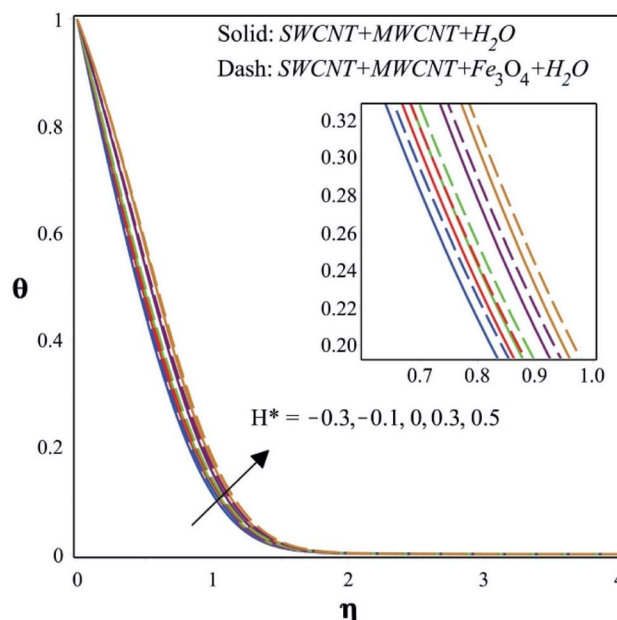 1
Solid: SWCNT+MWCNT+H₂O
Dash: SWCNT+MWCNT+Fe₃O₄+H₂O
0.8
0.32
0.30
0.28
0.26
0.24
0.22
0.20
0.7 0.8 0.9 1.0
0.6
θ
0.4
H* = −0.3, −0.1, 0, 0.3, 0.5
0.2
0
0 1 2 3 4
η